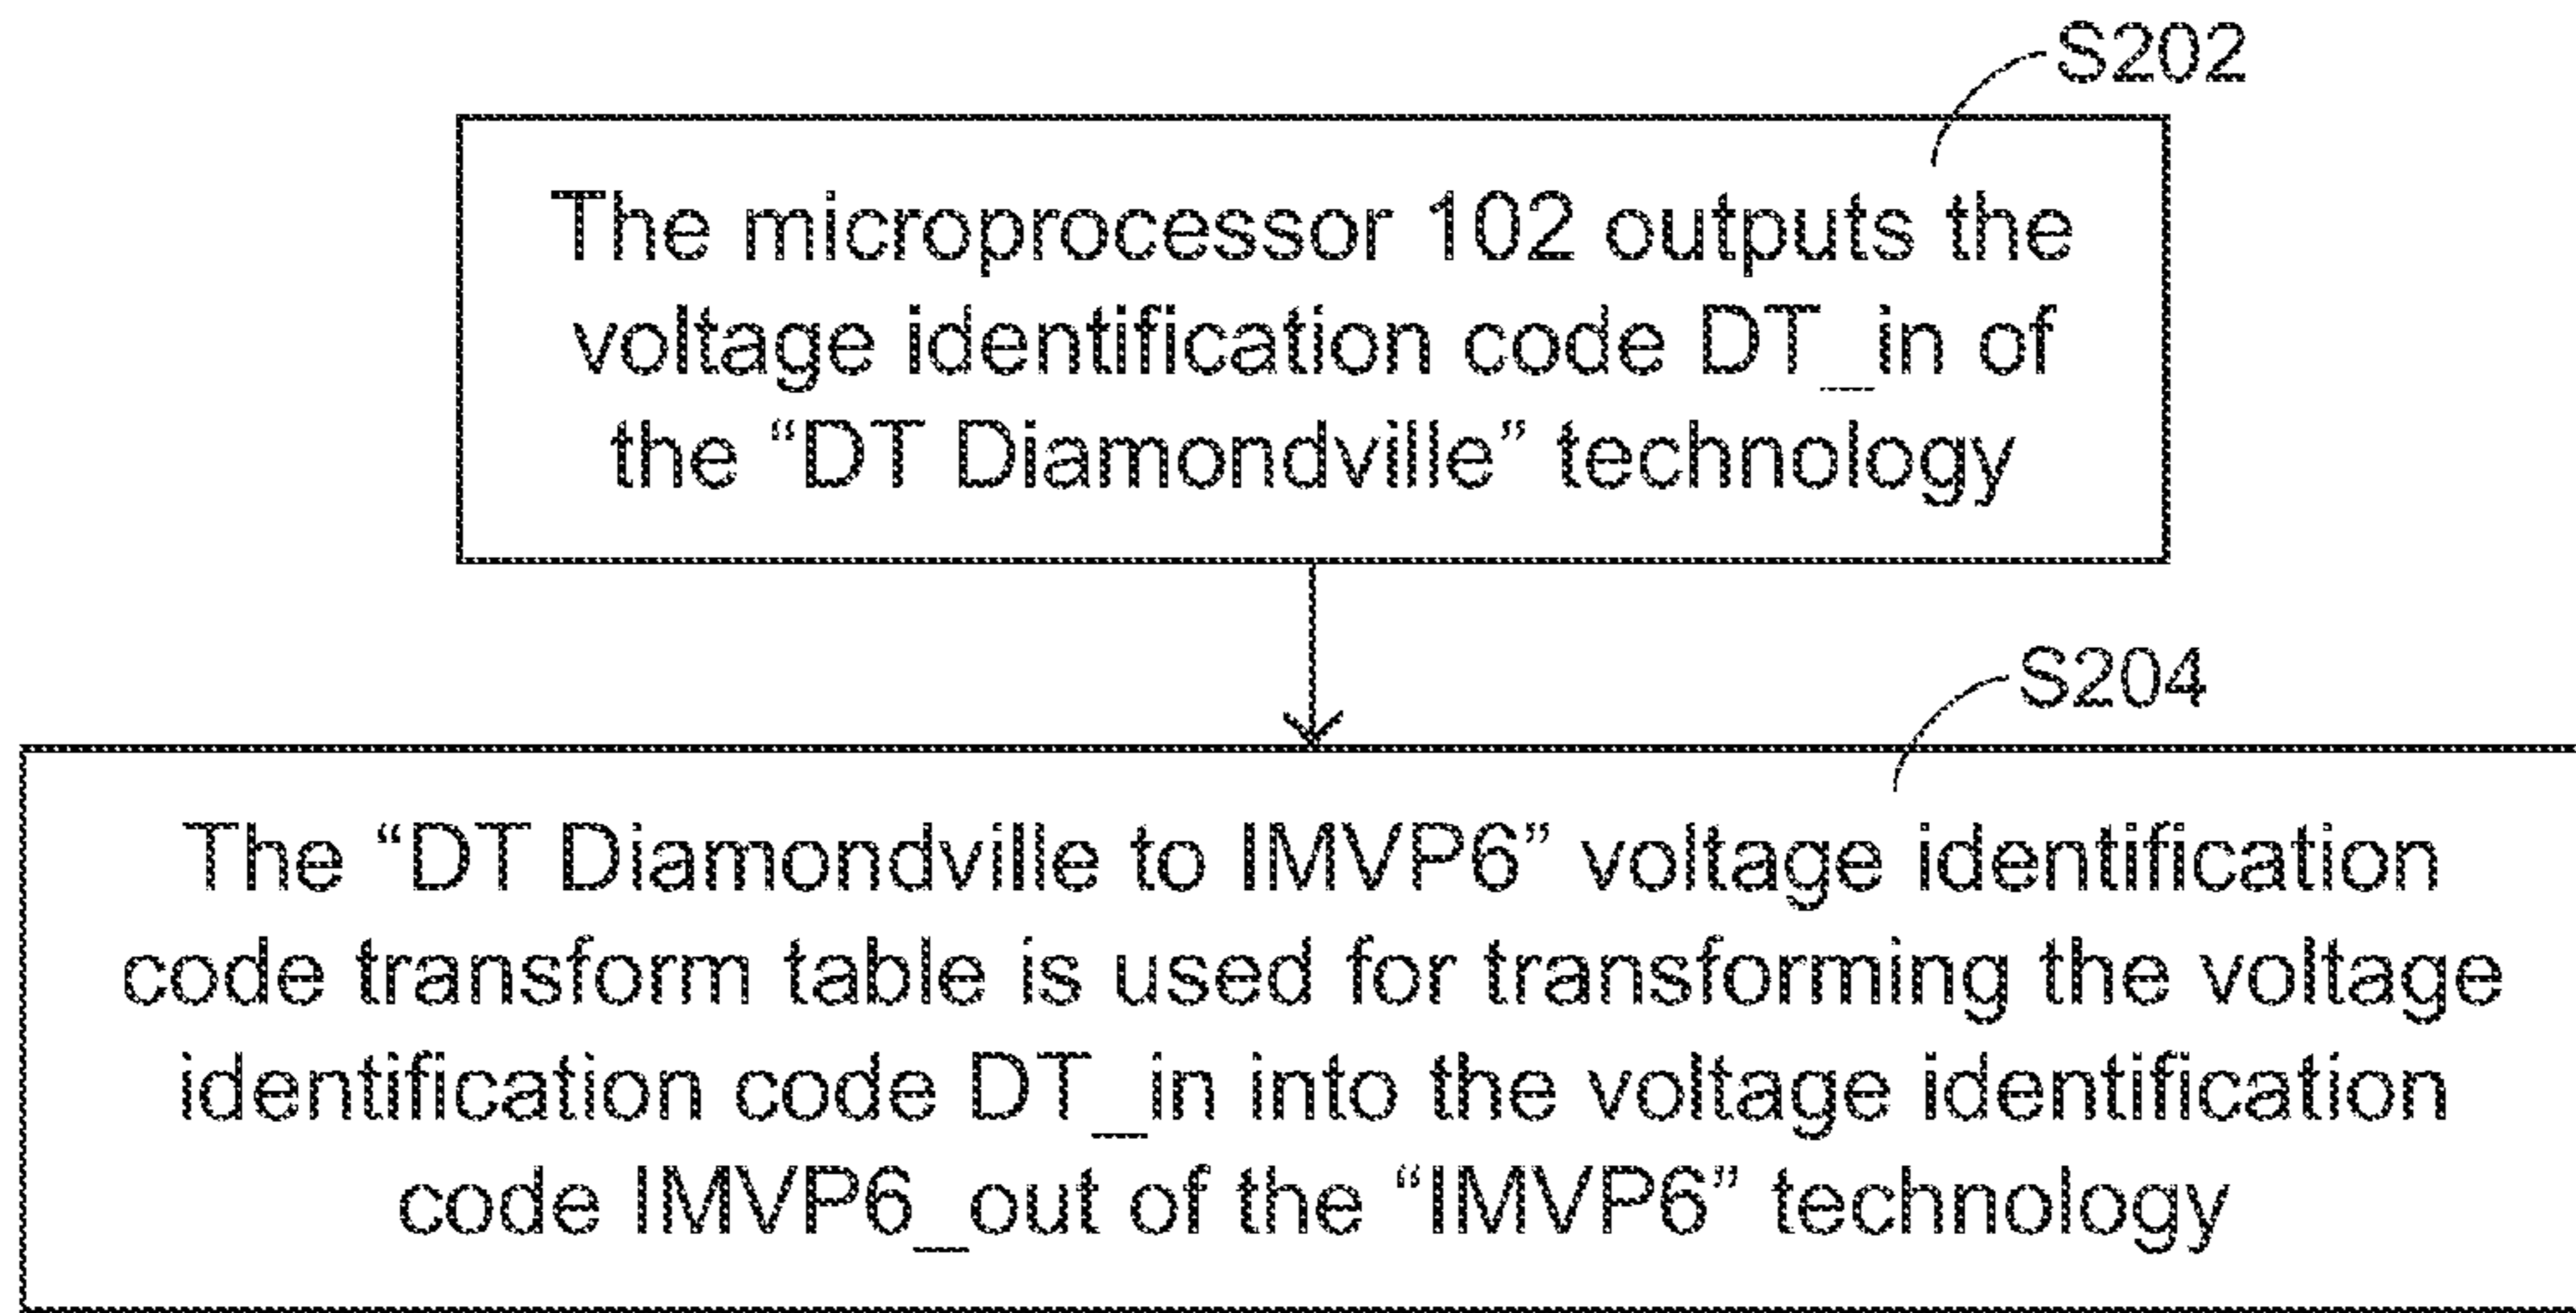 S202
The microprocessor 102 outputs the
voltage identification code DT_in of
the “DT Diamondville” technology
S204
The “DT Diamondville to IMVP6” voltage identification
code transform table is used for transforming the voltage
identification code DT_in into the voltage identification
code IMVP6_out of the “IMVP6” technology